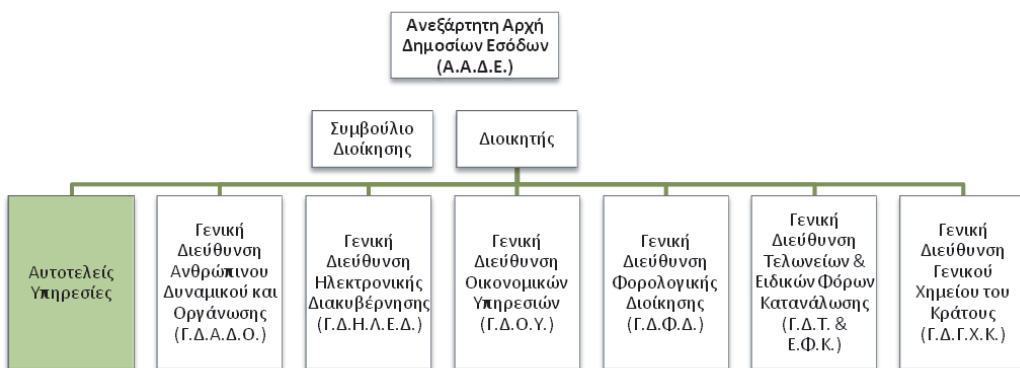 Ανεξάρτητη Αρχή
Δημοσίων Εσόδων
(Α.Α.Δ.Ε.)
Συμβούλιο
Διοίκησης
Διοικητής
Αυτοτελείς
Υπηρεσίες
Γενική
Διεύθυνση
Ανθρώπινου
Δυναμικού και
Οργάνωσης
(Γ.Δ.Α.Δ.Ο.)
Γενική
Διεύθυνση
Ηλεκτρονικής
Διακυβέρνησης
(Γ.Δ.Η.Λ.Ε.Δ.)
Γενική
Διεύθυνση
Οικονομικών
Υπηρεσιών
(Γ.Δ.Ο.Υ.)
Γενική
Διεύθυνση
Φορολογικής
Διοίκησης
(Γ.Δ.Φ.Δ.)
Γενική
Διεύθυνση
Τελωνείων &
Ειδικών Φόρων
Κατανάλωσης
(Γ.Δ.Τ. &
Ε.Φ.Κ.)
Γενική
Διεύθυνση
Γενικού
Χημείου του
Κράτους
(Γ.Δ.Γ.Χ.Κ.)